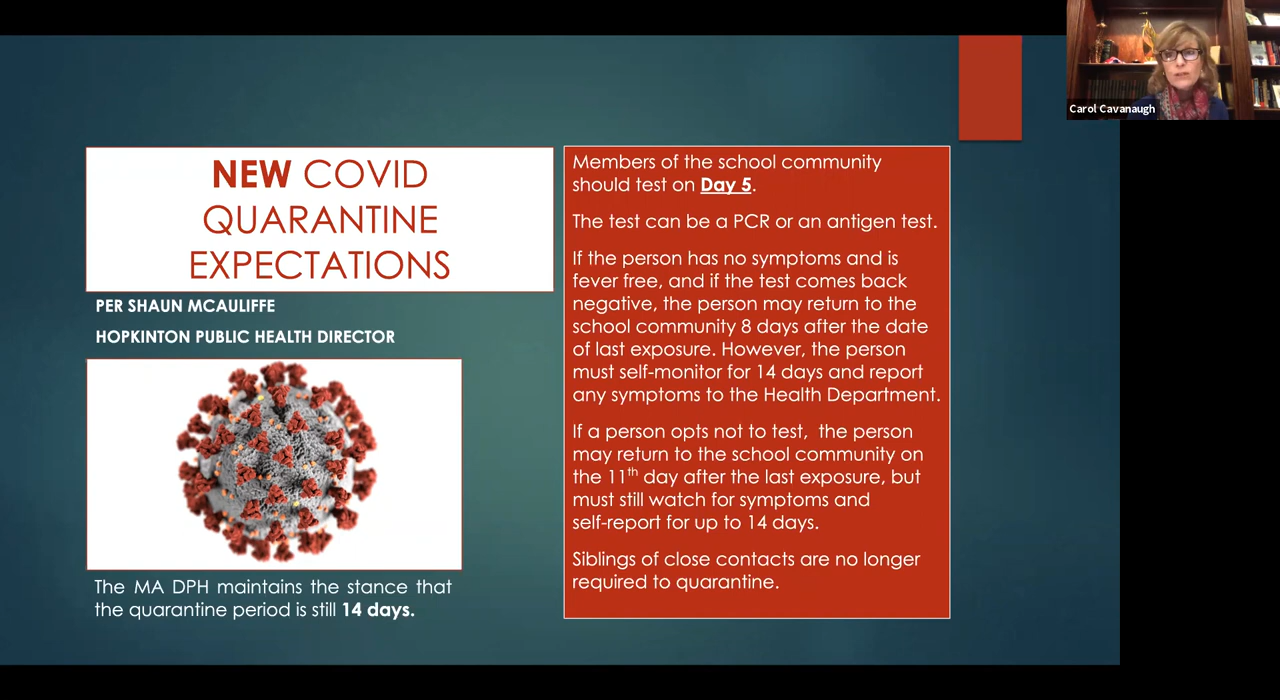 Carol Cavanaugh
NEW COVID
QUARANTINE
EXPECTATIONS
PER SHAUN MCAULIFFE
HOPKINTON PUBLIC HEALTH DIRECTOR
The MA DPH maintains the stance that
the quarantine period is still 14 days.
Members of the school community
should test on Day 5.
The test can be a PCR or an antigen test.
If the person has no symptoms and is
fever free, and if the test comes back
negative, the person may return to the
school community 8 days after the date
of last exposure. However, the person
must self-monitor for 14 days and report
any symptoms to the Health Department.
If a person opts not to test, the person
may return to the school community on
the 11th day after the last exposure, but
must still watch for symptoms and
self-report for up to 14 days.
Siblings of close contacts are no longer
required to quarantine.